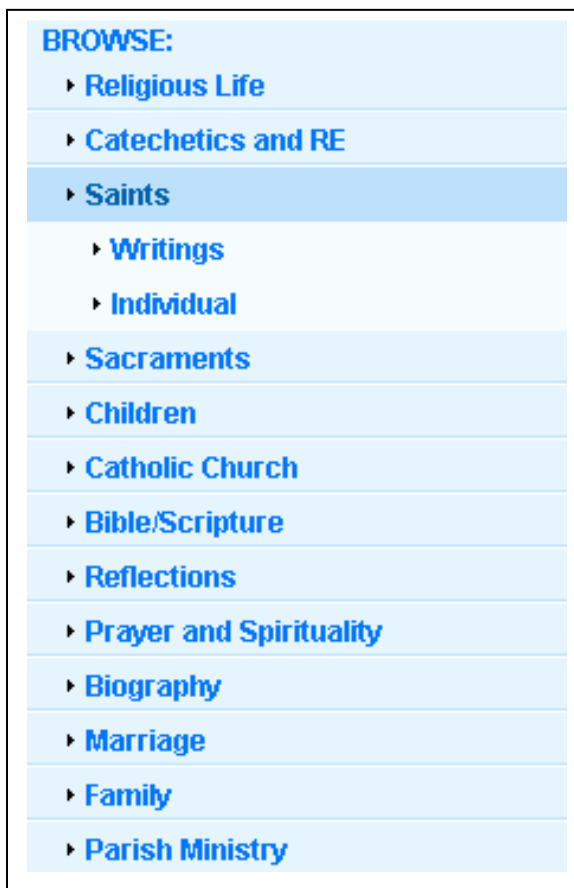 BROWSE:
Religious Life
Catechetics and RE
Saints
Writings
Individual
Sacraments
Children
Catholic Church
Bible/Scripture
Reflections
Prayer and Spirituality
Biography
Marriage
Family
Parish Ministry